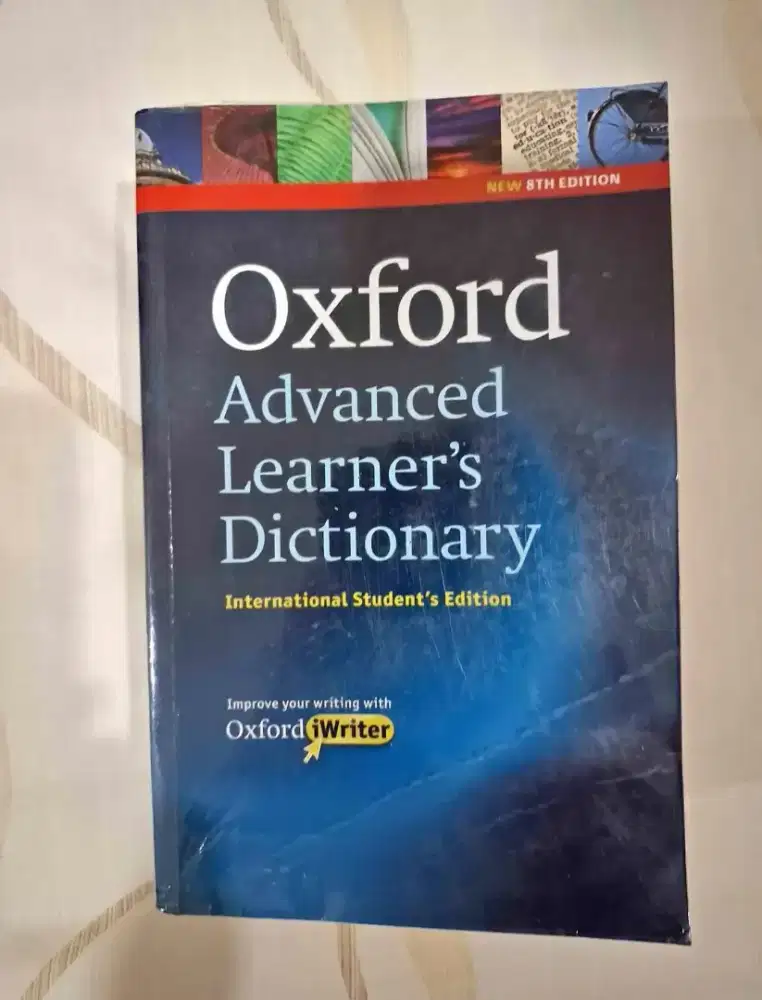 NEW 8TH EDITION
Oxford
Advanced
Learner's
Dictionary
International Student's Edition
Improve your writing with
Oxford iWriter